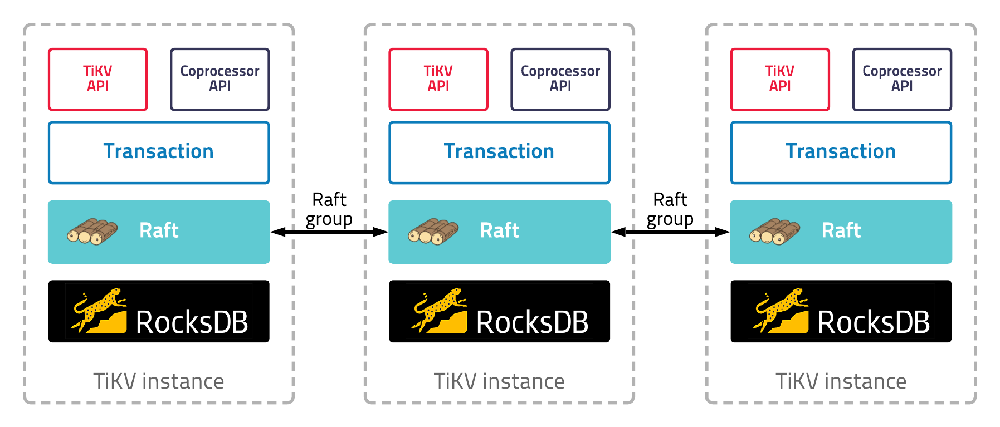 TiKV
API
Coprocessor
API
Transaction
Raft
RocksDB
TiKV instance
Raft
group
TiKV
API
Coprocessor
API
Transaction
Raft
RocksDB
TiKV instance
Raft
group
TiKV
API
Coprocessor
API
Transaction
Raft
RocksDB
TiKV instance